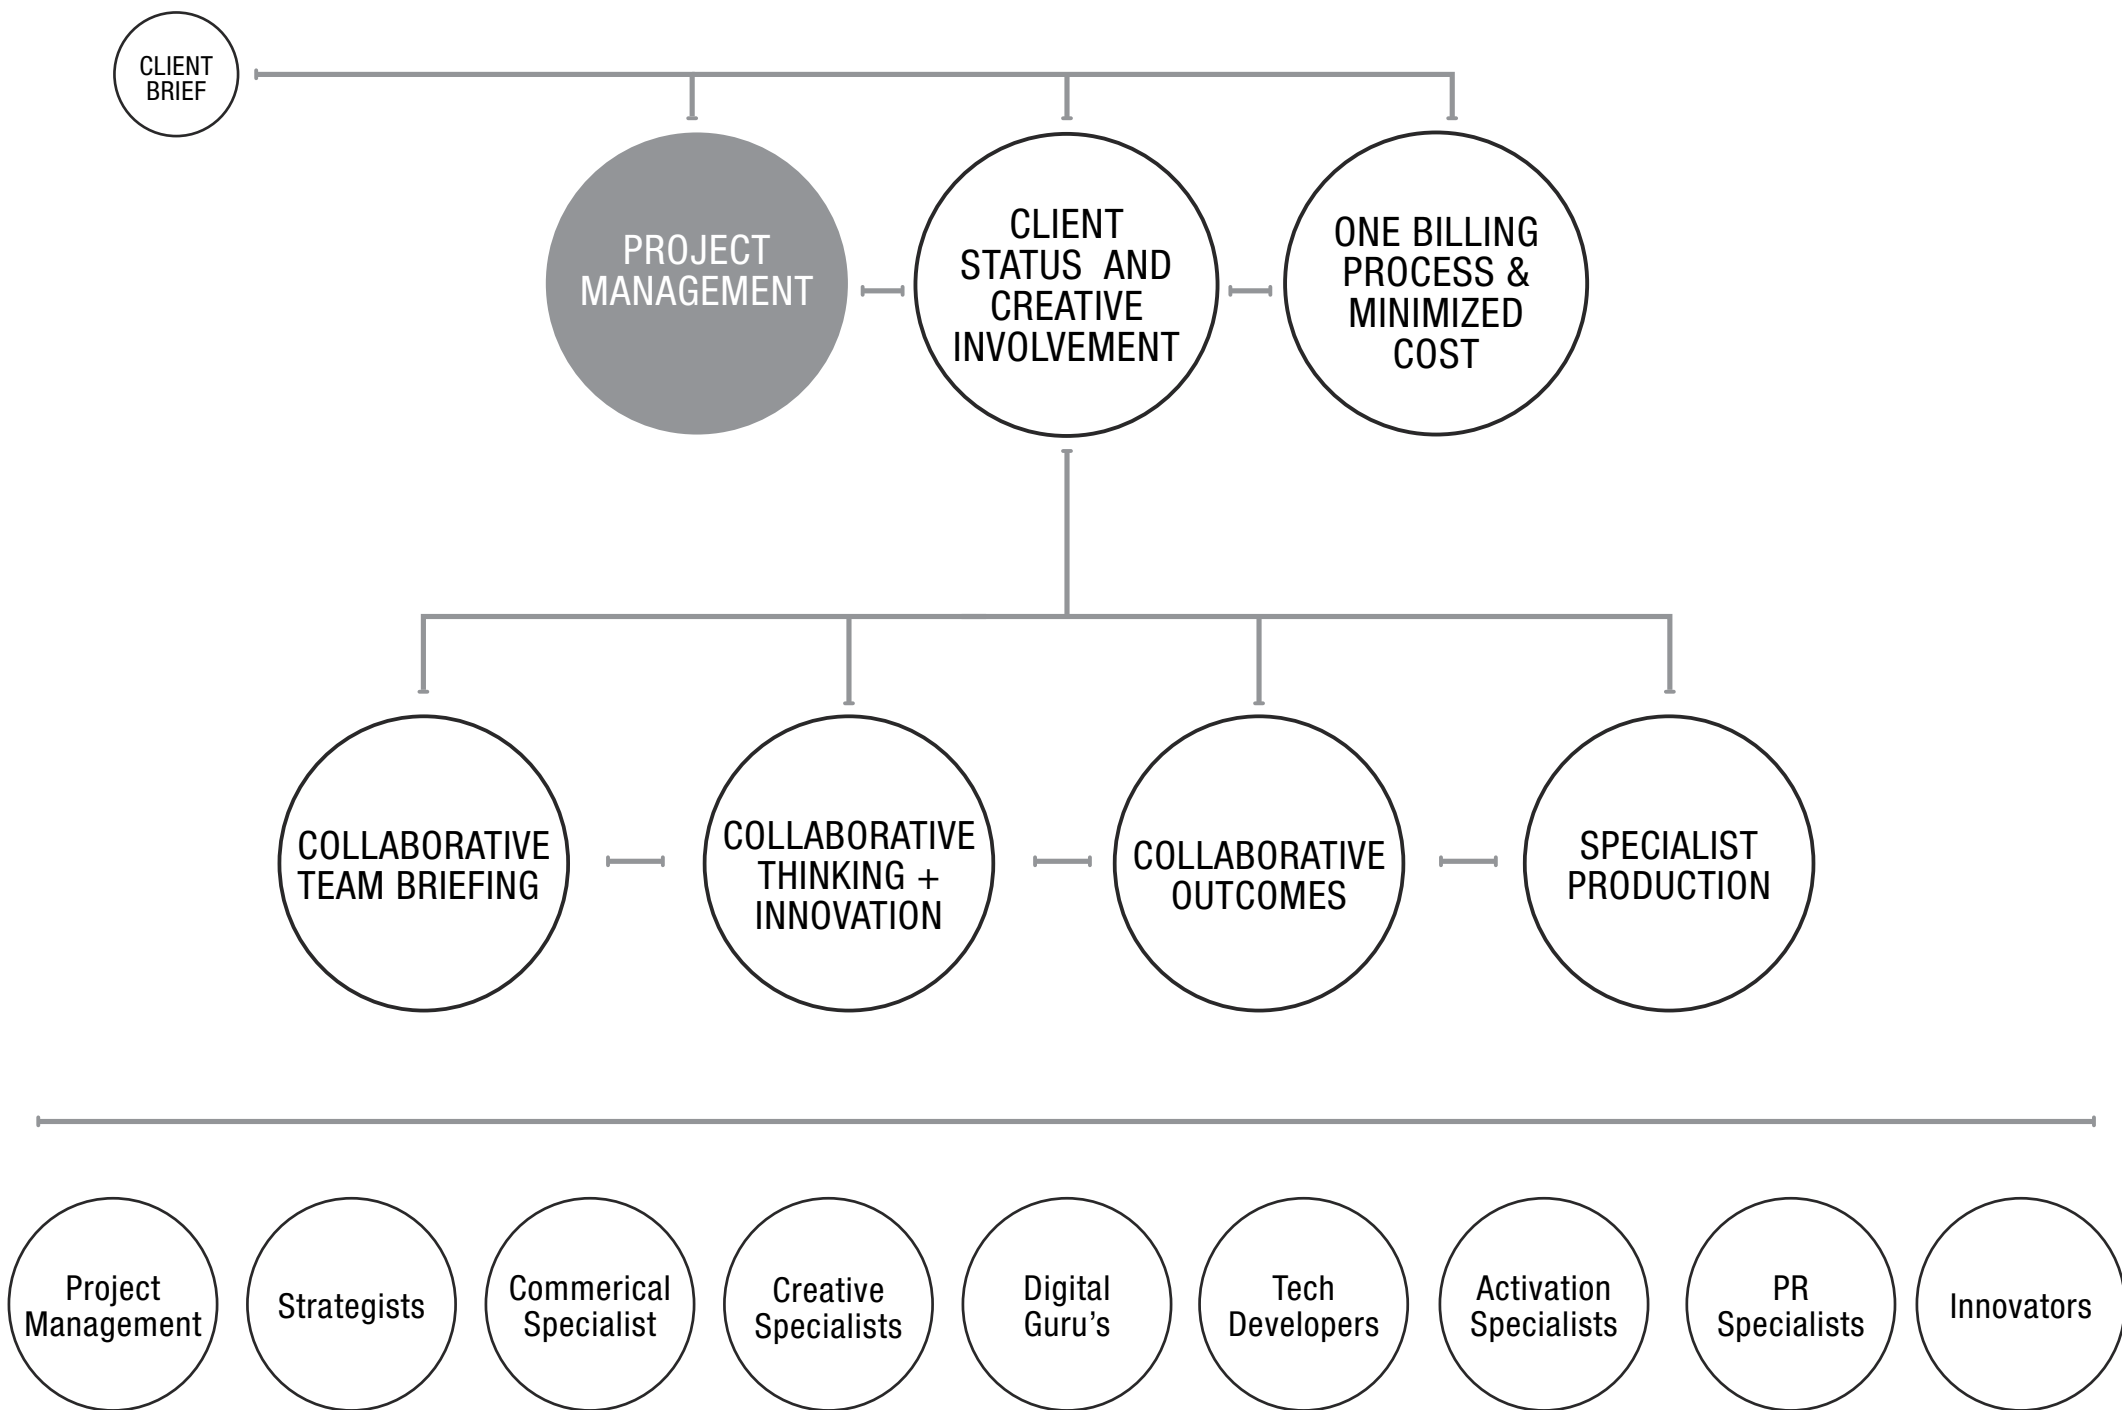 CLIENT
BRIEF
PROJECT
MANAGEMENT
CLIENT
STATUS AND
CREATIVE
INVOLVEMENT
ONE BILLING
PROCESS &
MINIMIZED
COST
COLLABORATIVE
TEAM BRIEFING
COLLABORATIVE
THINKING +
INNOVATION
COLLABORATIVE
OUTCOMES
SPECIALIST
PRODUCTION
Project
Management
Strategists
Commerical
Specialist
Creative
Specialists
Digital
Guru’s
Tech
Developers
Activation
Specialists
PR
Specialists
Innovators